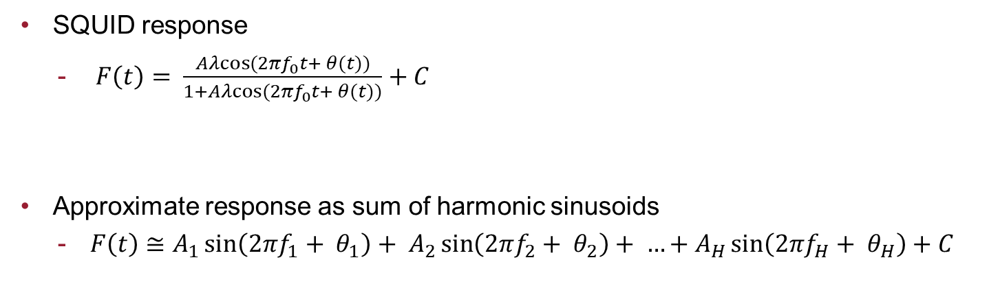 • SQUID response
- F(t) = Aλcos(2πf₀t+ θ(t)) / 1+Aλcos(2πf₀t+ θ(t)) + C
• Approximate response as sum of harmonic sinusoids
- F(t) ≅ A₁ sin(2πf₁ + θ₁) + A₂ sin(2πf₂ + θ₂) + … + A_H sin(2πf_H + θ_H) + C